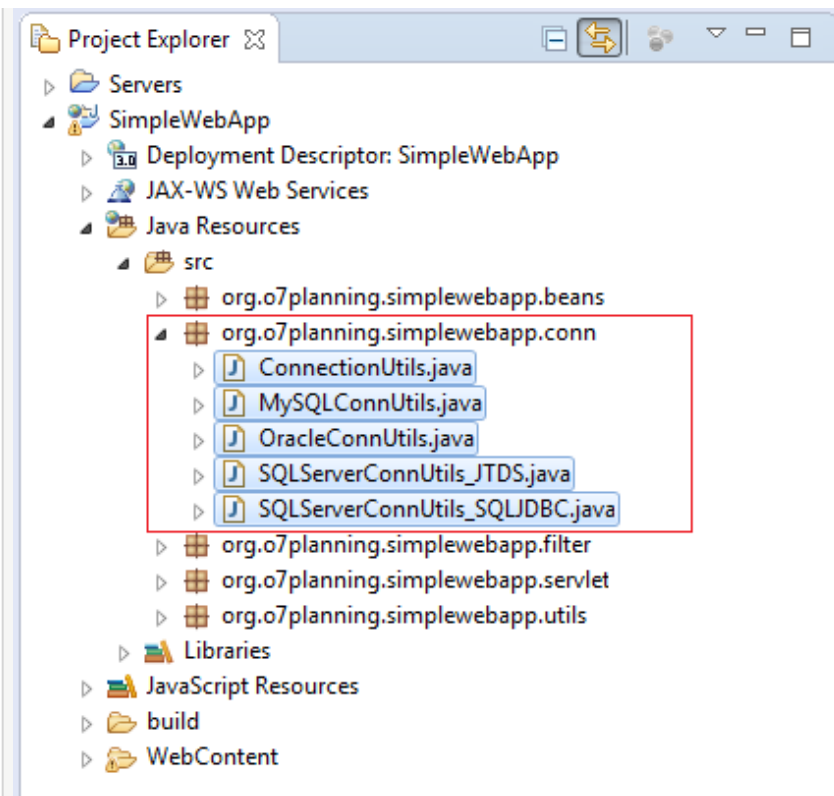 Project Explorer
Servers
SimpleWebApp
3.0 Deployment Descriptor: SimpleWebApp
JAX-WS Web Services
Java Resources
src
org.o7planning.simplewebapp.beans
org.o7planning.simplewebapp.conn
J ConnectionUtils.java
J MySQLConnUtils.java
J OracleConnUtils.java
J SQLServerConnUtils_JTDS.java
J SQLServerConnUtils_SQLJDBC.java
org.o7planning.simplewebapp.filter
org.o7planning.simplewebapp.servlet
org.o7planning.simplewebapp.utils
Libraries
JavaScript Resources
build
WebContent